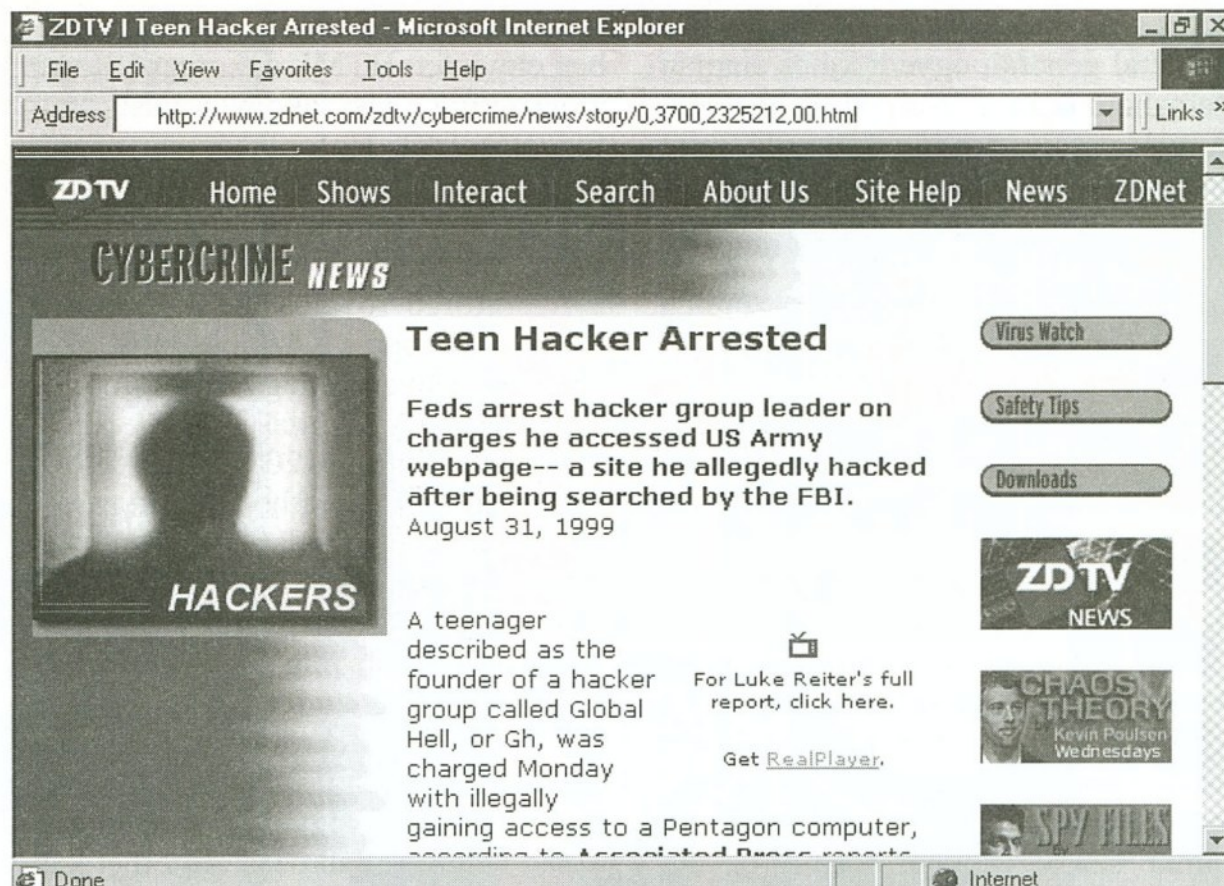 ZDTV | Teen Hacker Arrested - Microsoft Internet Explorer
File Edit View Favorites Tools Help
Address http://www.zdnet.com/zdtv/cybercrime/news/story/0,3700,2325212,00.html Links »
ZDTV Home Shows Interact Search About Us Site Help News ZDNet
CYBERCRIME NEWS
HACKERS
Teen Hacker Arrested
Feds arrest hacker group leader on
charges he accessed US Army
webpage-- a site he allegedly hacked
after being searched by the FBI.
August 31, 1999
A teenager
described as the
founder of a hacker
group called Global
Hell, or Gh, was
charged Monday
with illegally
gaining access to a Pentagon computer,
according to Associated Press reports
For Luke Reiter's full
report, click here.
Get RealPlayer.
Virus Watch
Safety Tips
Downloads
ZDTV
NEWS
CHAOS
THEORY
Kevin Poulsen
Wednesdays
SPY FILES
By
Done Internet